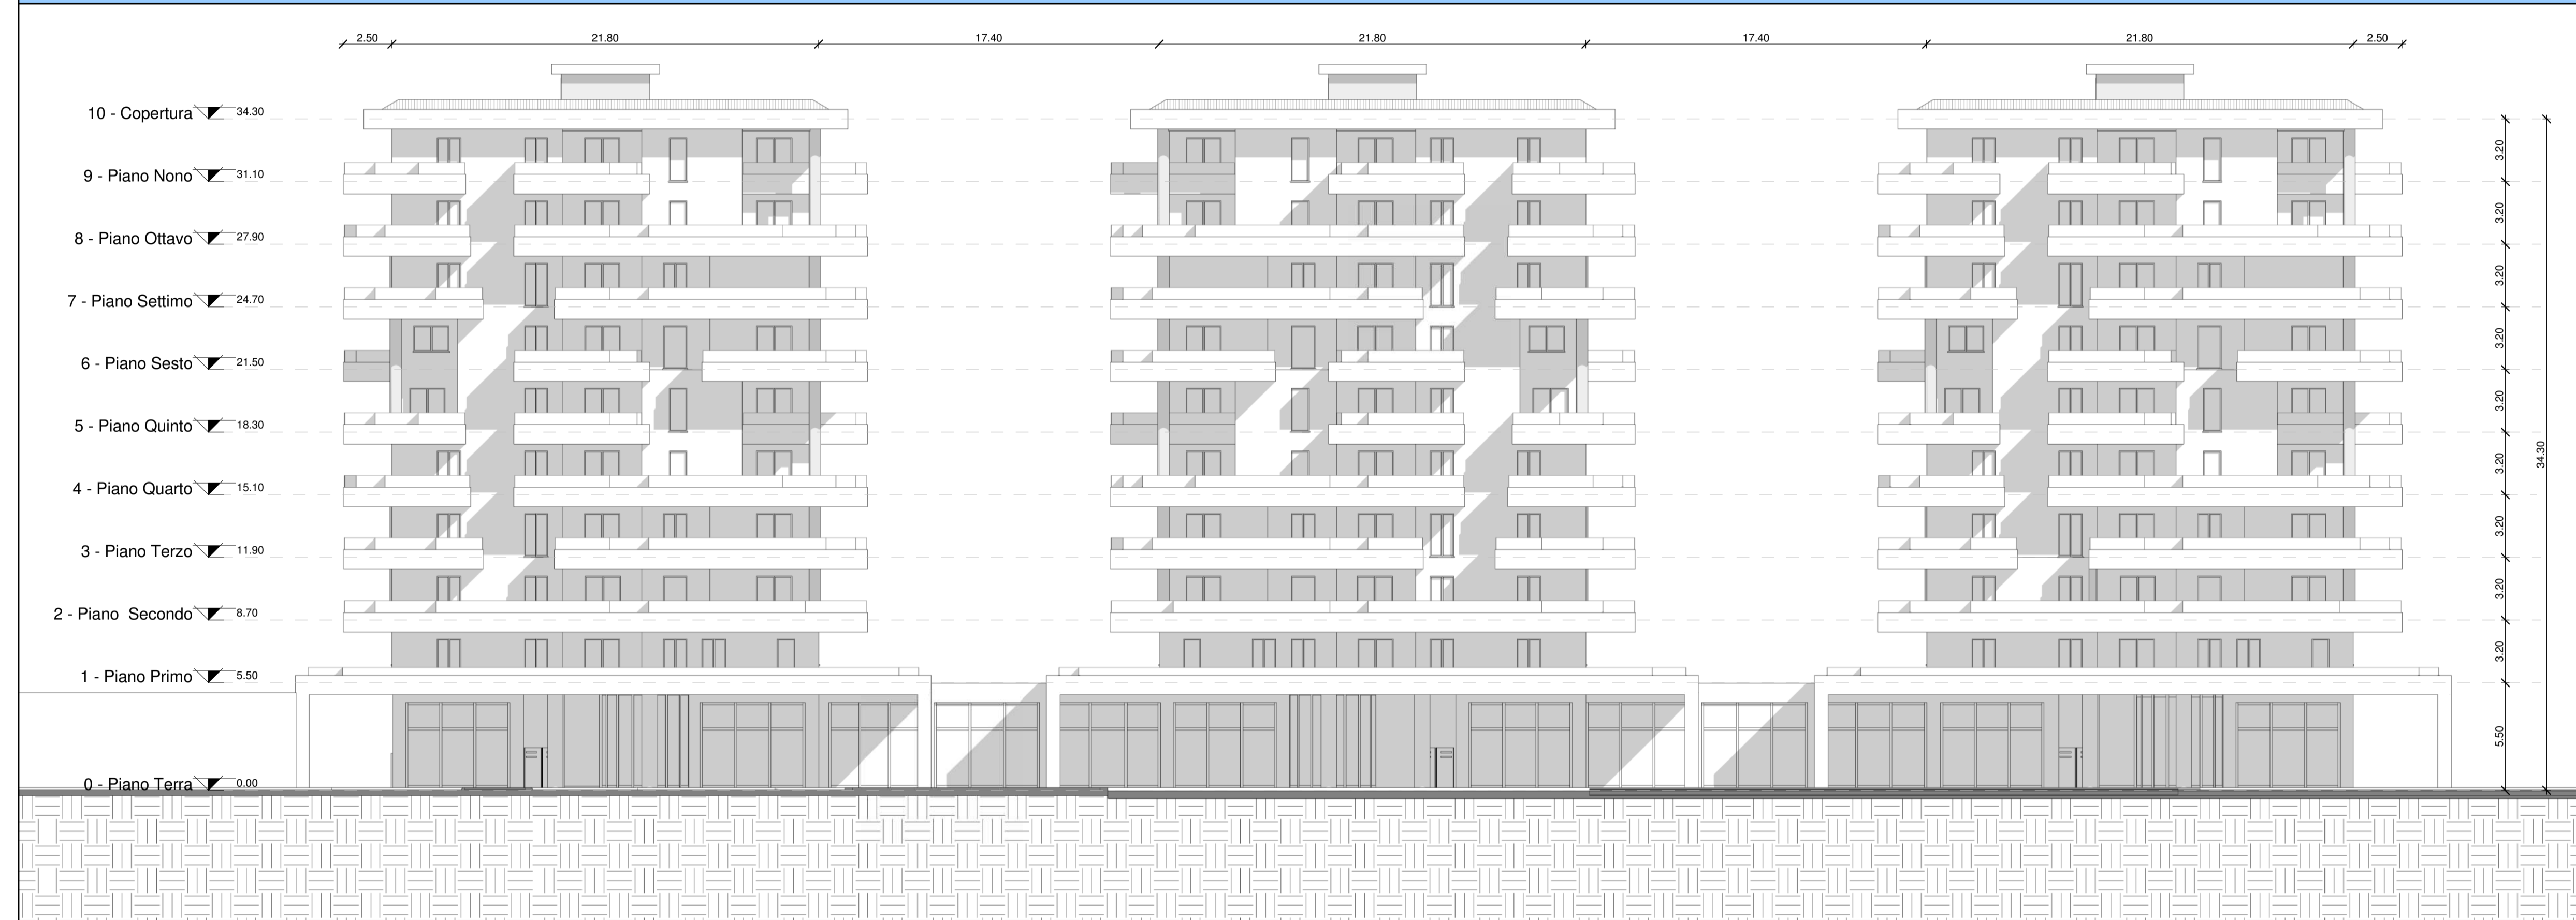 2.50 21.80 17.40 21.80 17.40 21.80 2.50
10 - Copertura 34.30
3.20
9 - Piano Nono 31.10
3.20
8 - Piano Ottavo 27.90
3.20
7 - Piano Settimo 24.70
3.20
6 - Piano Sesto 21.50
3.20
5 - Piano Quinto 18.30
3.20
34.30
4 - Piano Quarto 15.10
3.20
3 - Piano Terzo 11.90
3.20
2 - Piano Secondo 8.70
3.20
1 - Piano Primo 5.50
5.50
0 - Piano Terra 0.00